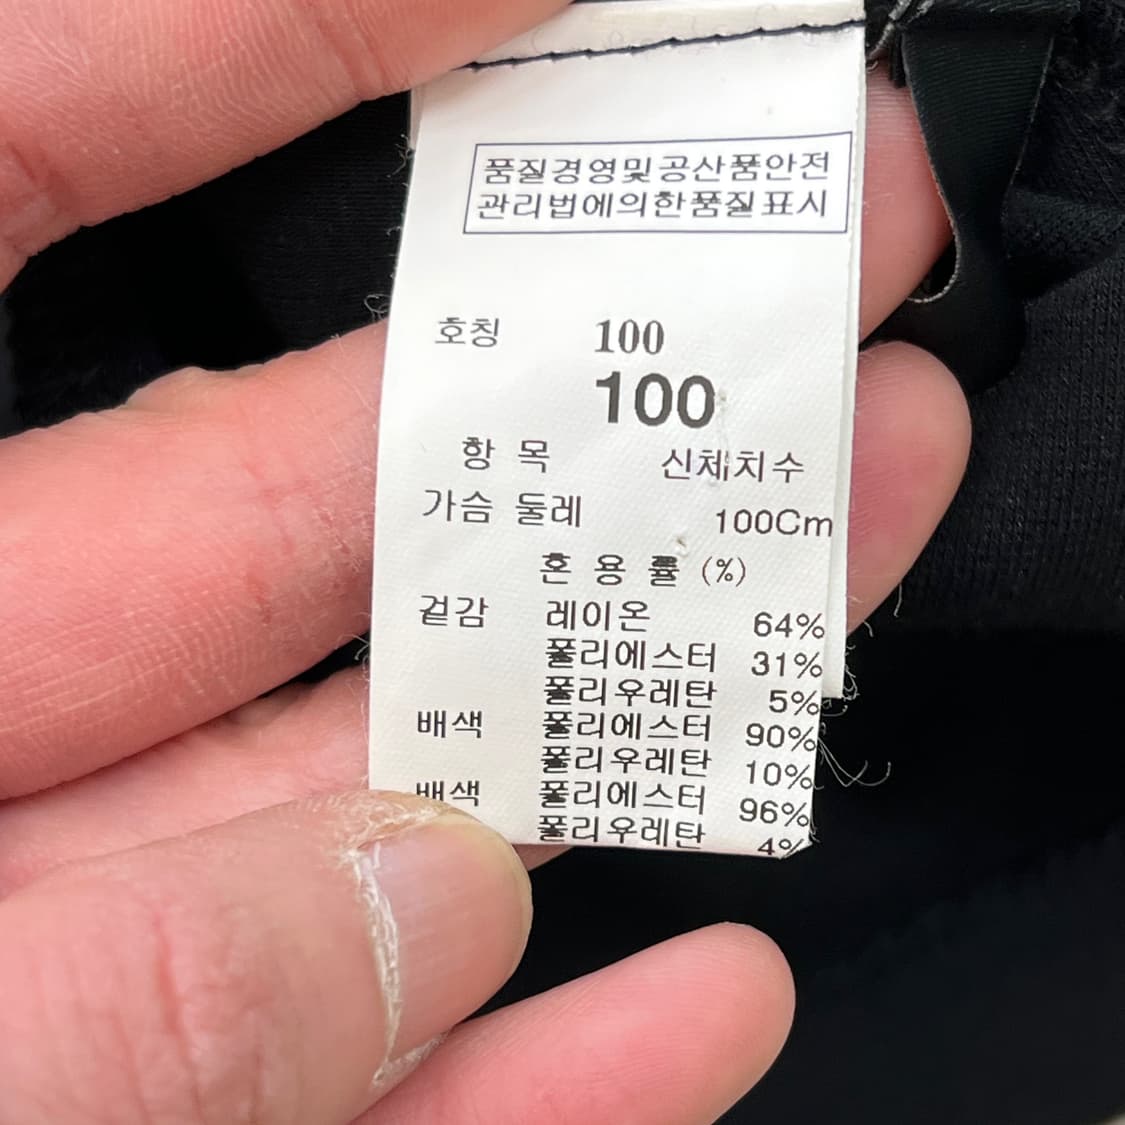 품질경영및공산품안전
관리법에의한품질표시
호칭 100
100
항 목 신체치수
가슴 둘레 100Cm
혼 용 률 (%)
겉감 레이온 64%
폴리에스터 31%
폴리우레탄 5%
배색 폴리에스터 90%
폴리우레탄 10%
배색 폴리에스터 96%
폴리우레탄 4%